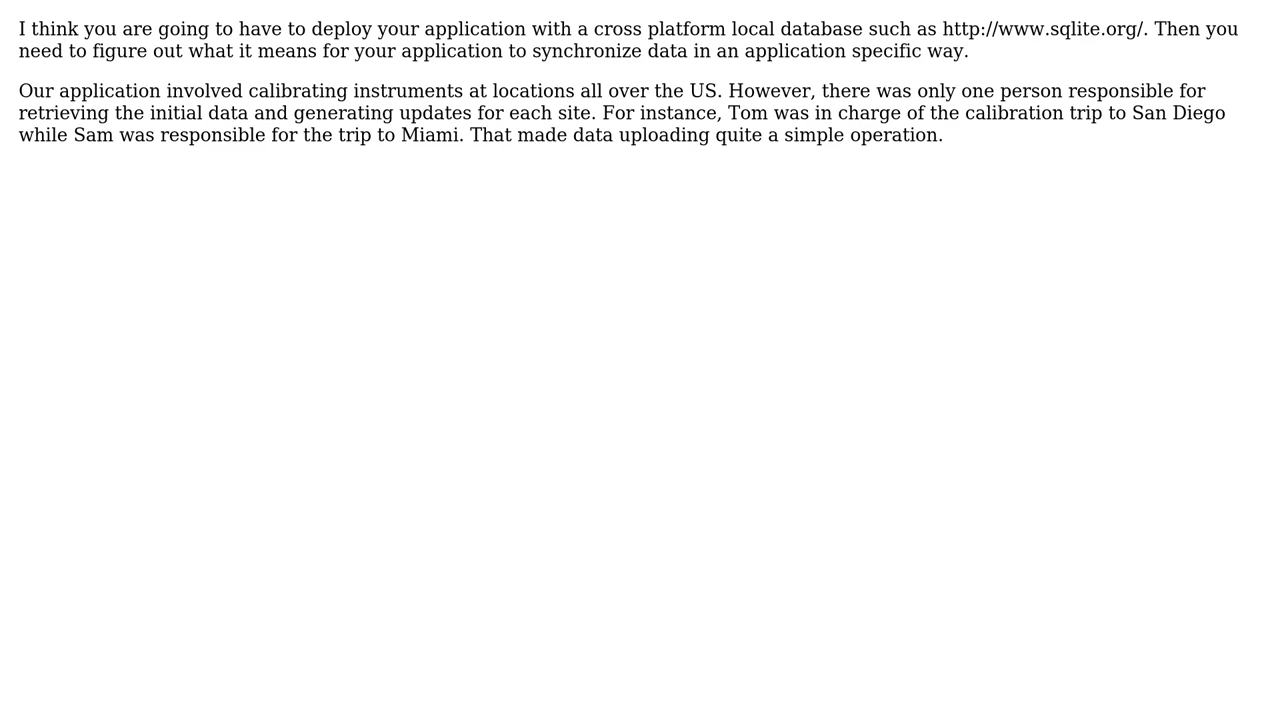 I think you are going to have to deploy your application with a cross platform local database such as http://www.sqlite.org/. Then you
need to figure out what it means for your application to synchronize data in an application specific way.
Our application involved calibrating instruments at locations all over the US. However, there was only one person responsible for
retrieving the initial data and generating updates for each site. For instance, Tom was in charge of the calibration trip to San Diego
while Sam was responsible for the trip to Miami. That made data uploading quite a simple operation.